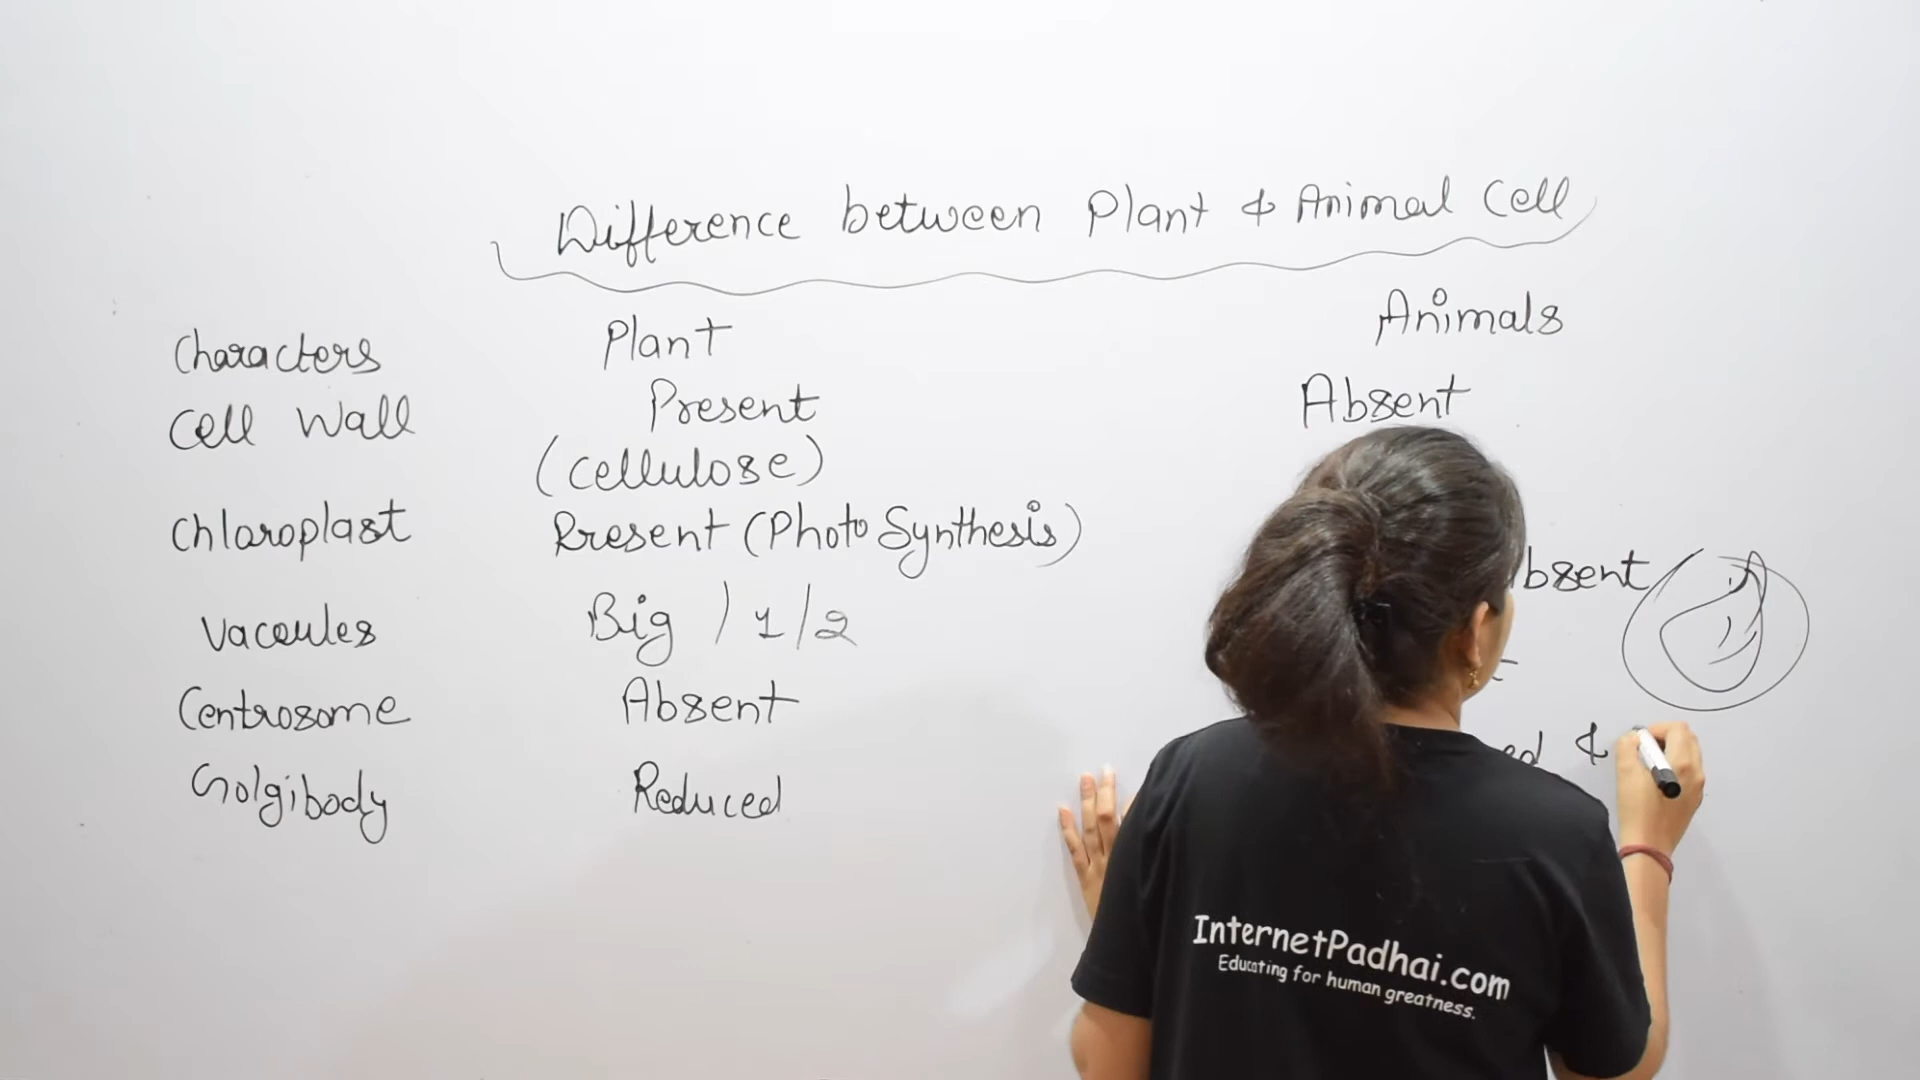 Difference between Plant & Animal Cell
Characters Plant Animals
Cell Wall Present Absent
(Cellulose)
Chloroplast Present (Photo Synthesis) bsent
Vacoules Big / 1/2
Centrosome Absent
Golgibody Reduced &
InternetPadhai.com
Educating for human greatness.